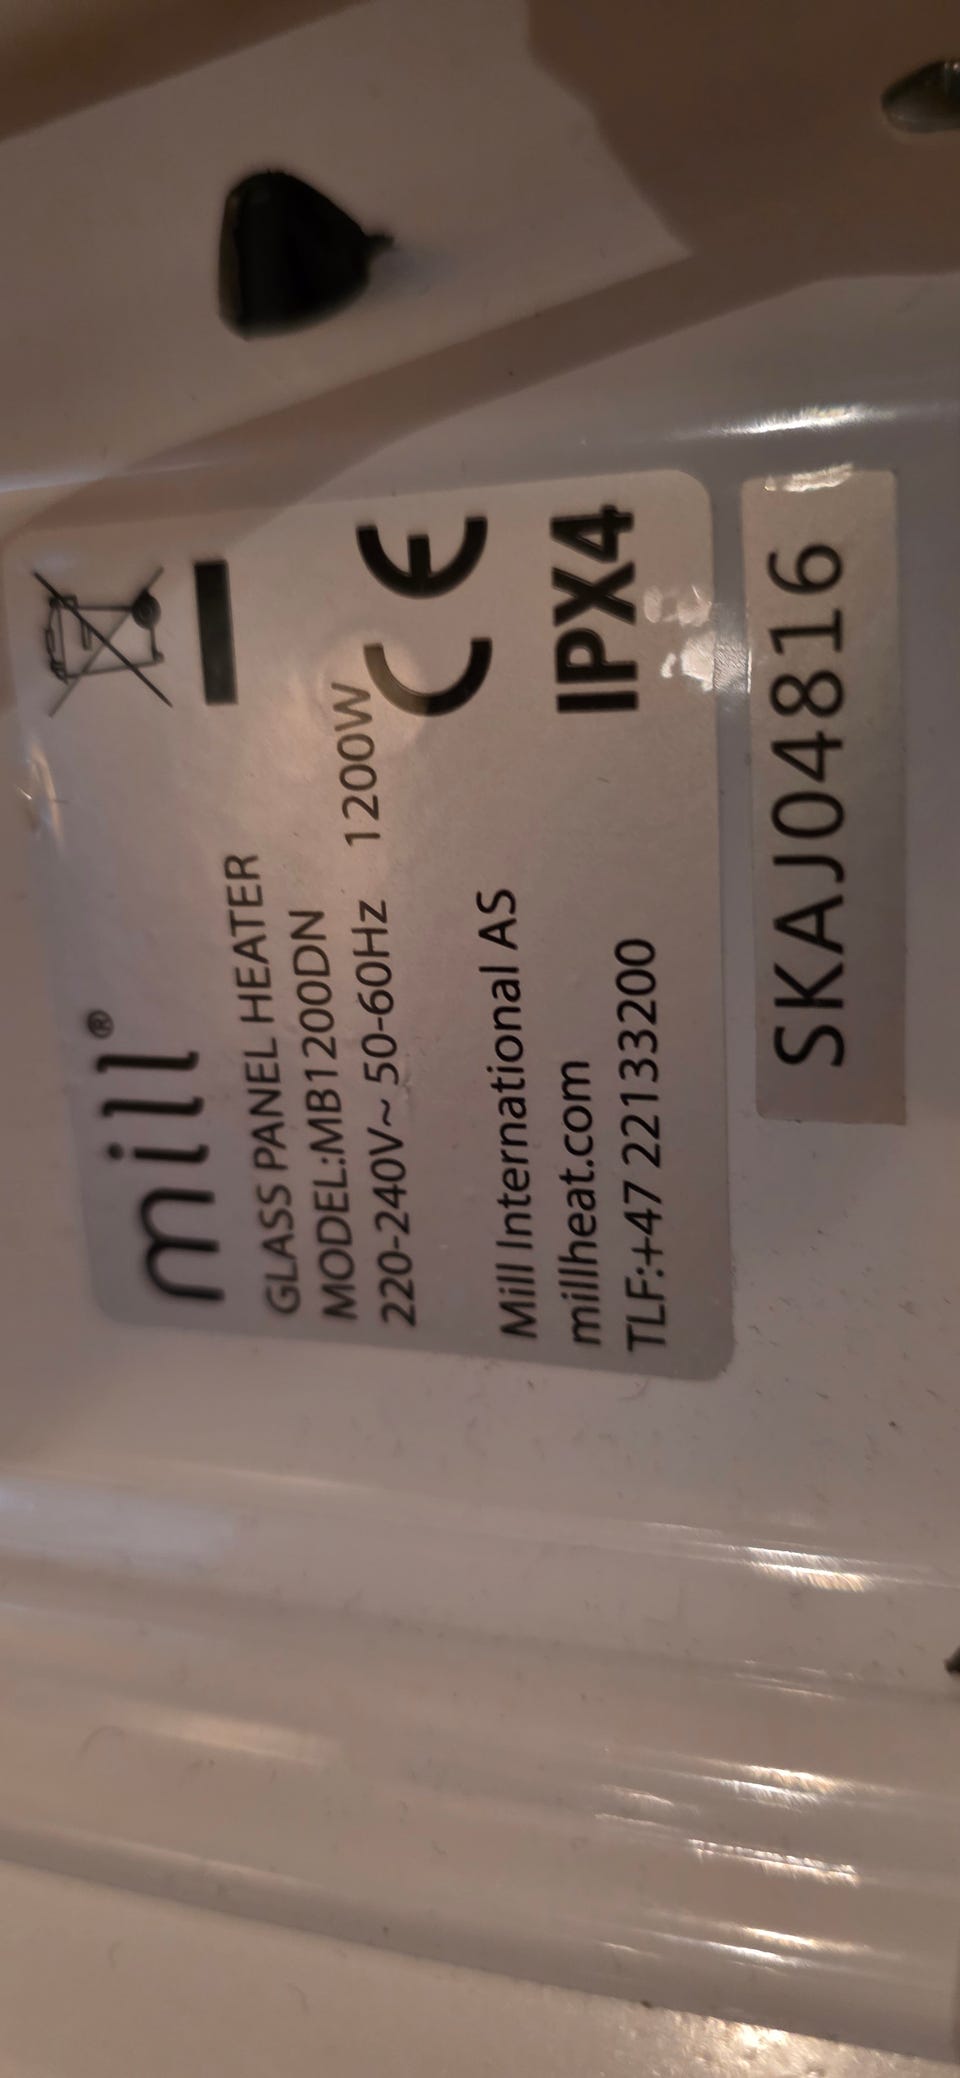 mill®
GLASS PANEL HEATER
MODEL:MB1200DN
220-240V~ 50-60Hz 1200W
CE
Mill International AS
millheat.com
TLF:+47 22133200
IPX4
SKAJ04816